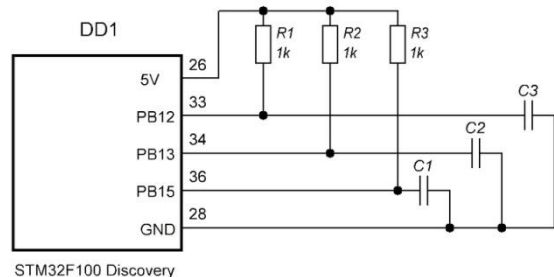 DD1
R1
1k
R2
1k
R3
1k
26
5V
33
PB12
C3
34
PB13
C2
36
PB15
C1
28
GND
STM32F100 Discovery